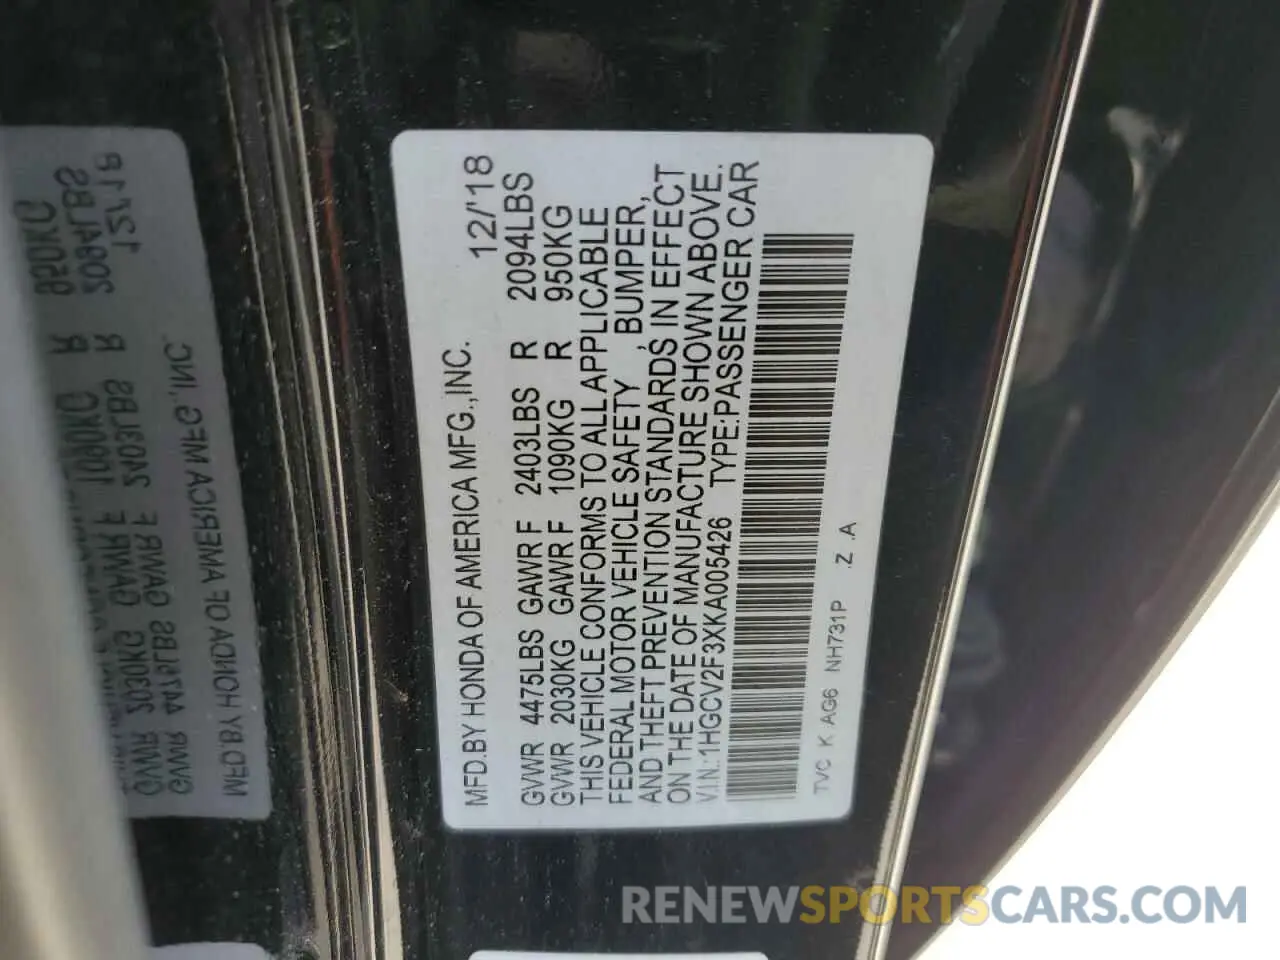 MFD.BY HONDA OF AMERICA MFG.,INC. 12/'18
GVWR 4475LBS GAWR F 2403LBS R 2094LBS
GVWR 2030KG GAWR F 1090KG R 950KG
THIS VEHICLE CONFORMS TO ALL APPLICABLE
FEDERAL MOTOR VEHICLE SAFETY ,BUMPER,
AND THEFT PREVENTION STANDARDS IN EFFECT
ON THE DATE OF MANUFACTURE SHOWN ABOVE.
V.I.N.:1HGCV2F3XKA005426 TYPE:PASSENGER CAR
TVC K AG6 NH731P .Z .A
RENEWSPORTSCARS.COM